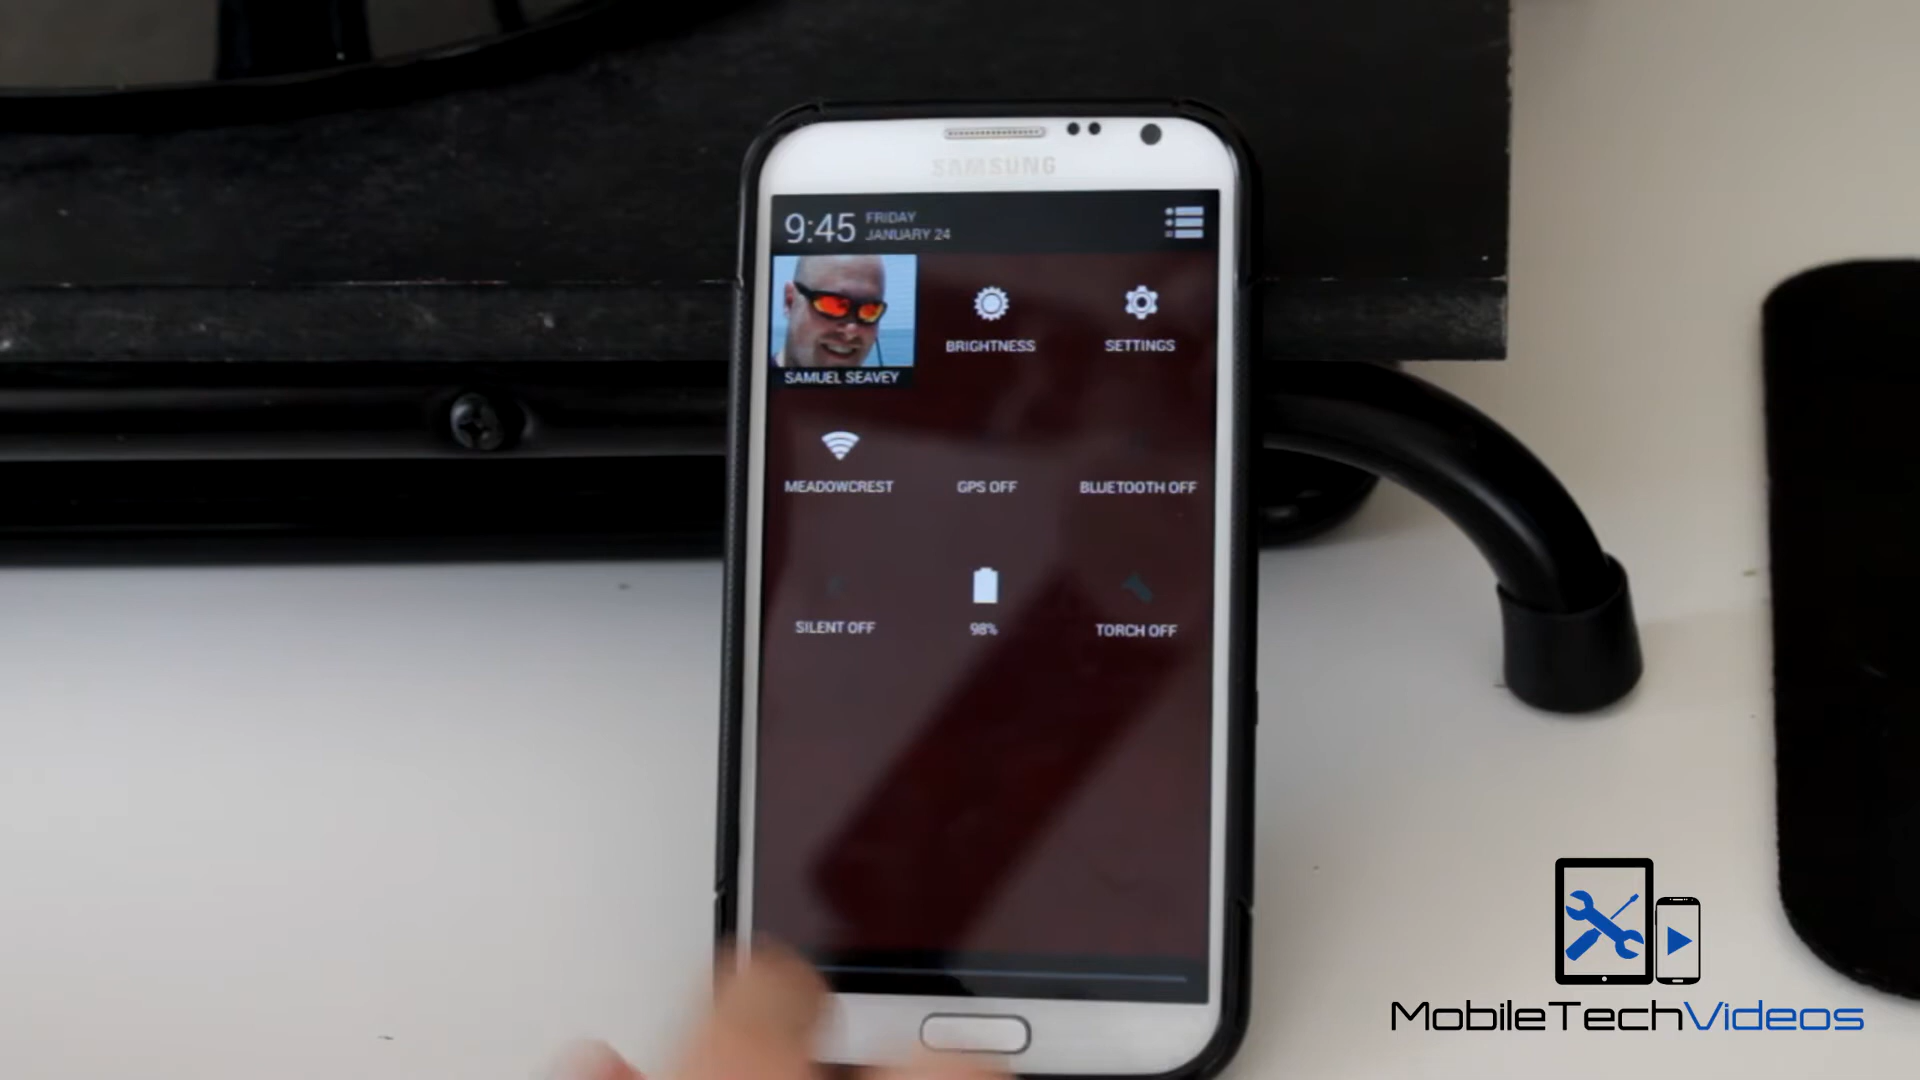 SAMSUNG
9:45
FRIDAY
JANUARY 24
BRIGHTNESS
SETTINGS
SAMUEL SEAVEY
MEADOWCREST
GPS OFF
BLUETOOTH OFF
SILENT OFF
98%
TORCH OFF
MobileTechVideos